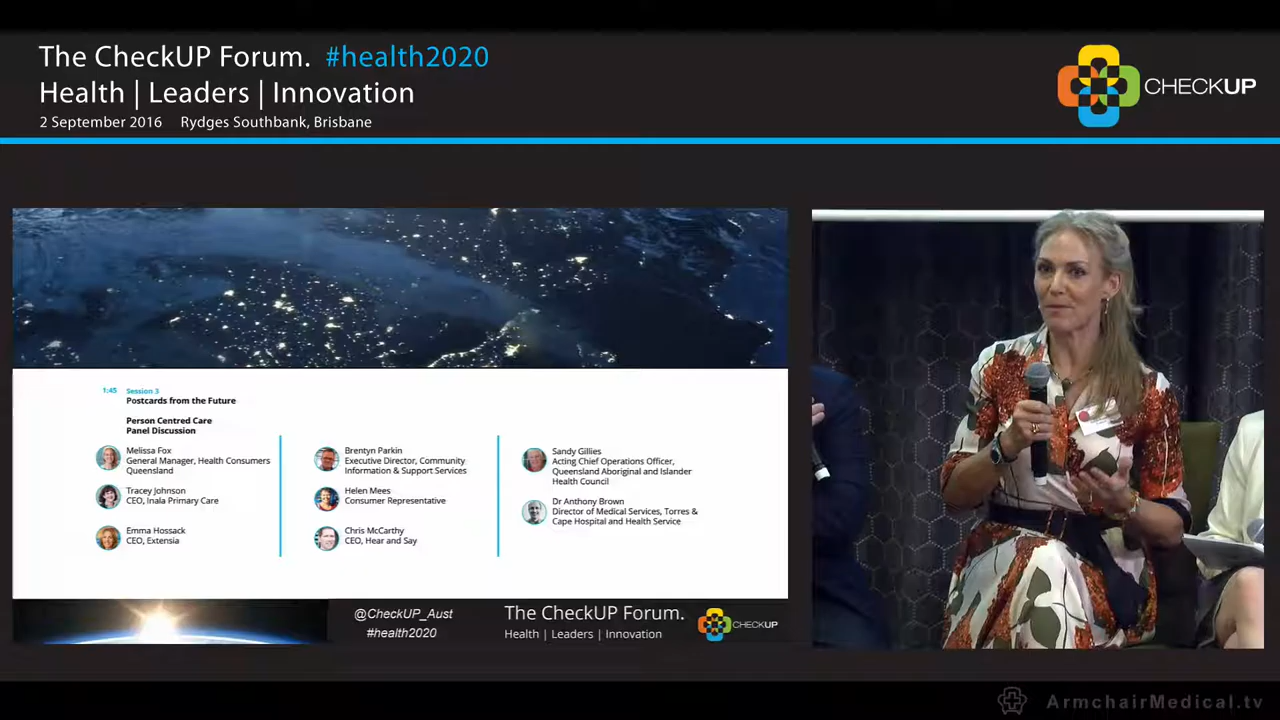 The CheckUP Forum. #health2020
Health | Leaders | Innovation
2 September 2016 Rydges Southbank, Brisbane
CHECKUP
1:45 Session 3
Postcards from the Future
Person Centred Care
Panel Discussion
Melissa Fox
General Manager, Health Consumers
Queensland
Tracey Johnson
CEO, Inala Primary Care
Emma Hossack
CEO, Extensia
Brentyn Parkin
Executive Director, Community
Information & Support Services
Helen Mees
Consumer Representative
Chris McCarthy
CEO, Hear and Say
Sandy Gillies
Acting Chief Operations Officer,
Queensland Aboriginal and Islander
Health Council
Dr Anthony Brown
Director of Medical Services, Torres &
Cape Hospital and Health Service
@CheckUP_Aust
#health2020
The CheckUP Forum.
Health | Leaders | Innovation
CHECKUP
ArmchairMedical.tv